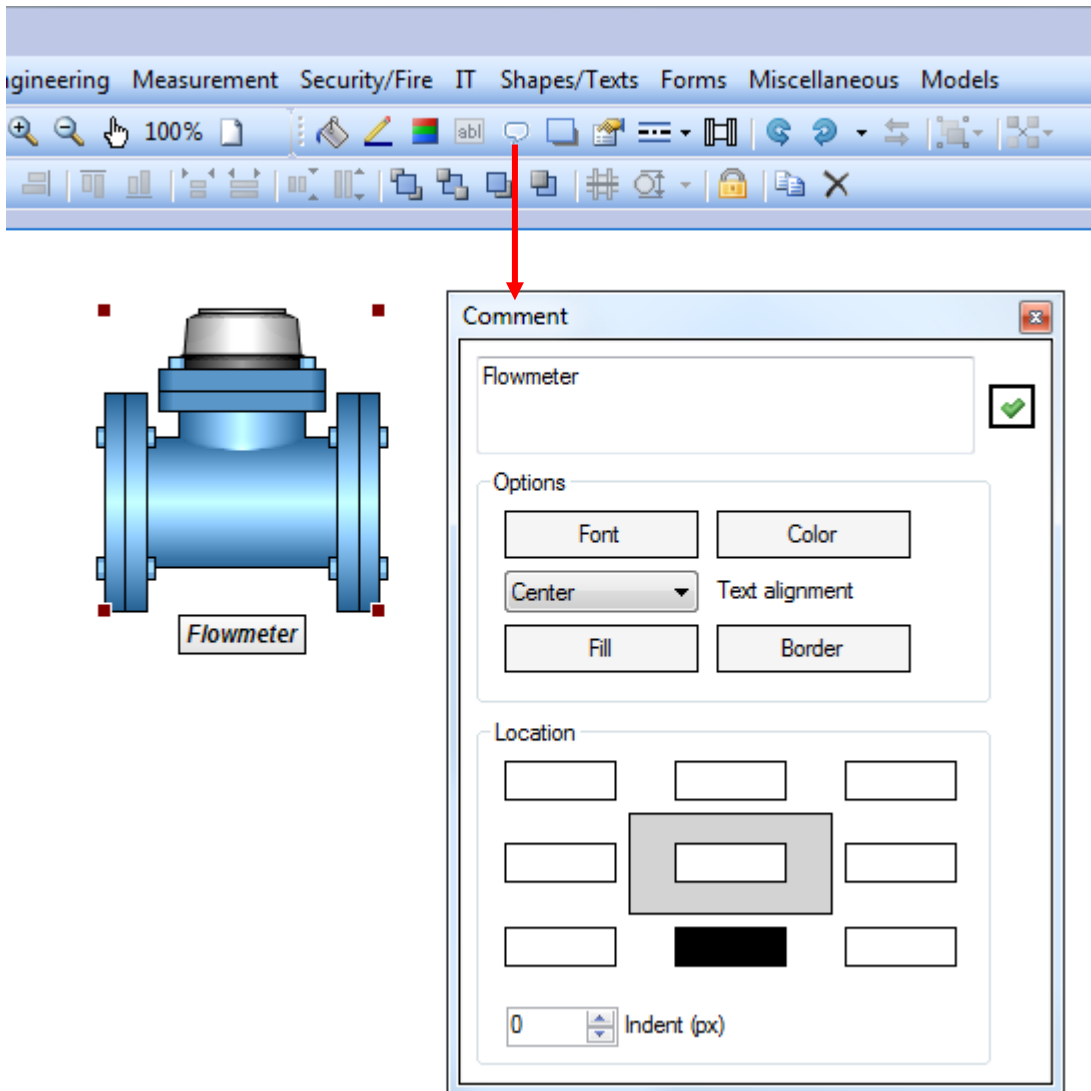 ngineering Measurement Security/Fire IT Shapes/Texts Forms Miscellaneous Models
100% abl
Comment
Flowmeter
Flowmeter
Options
Font Color
Center Text alignment
Fill Border
Location
0 Indent (px)